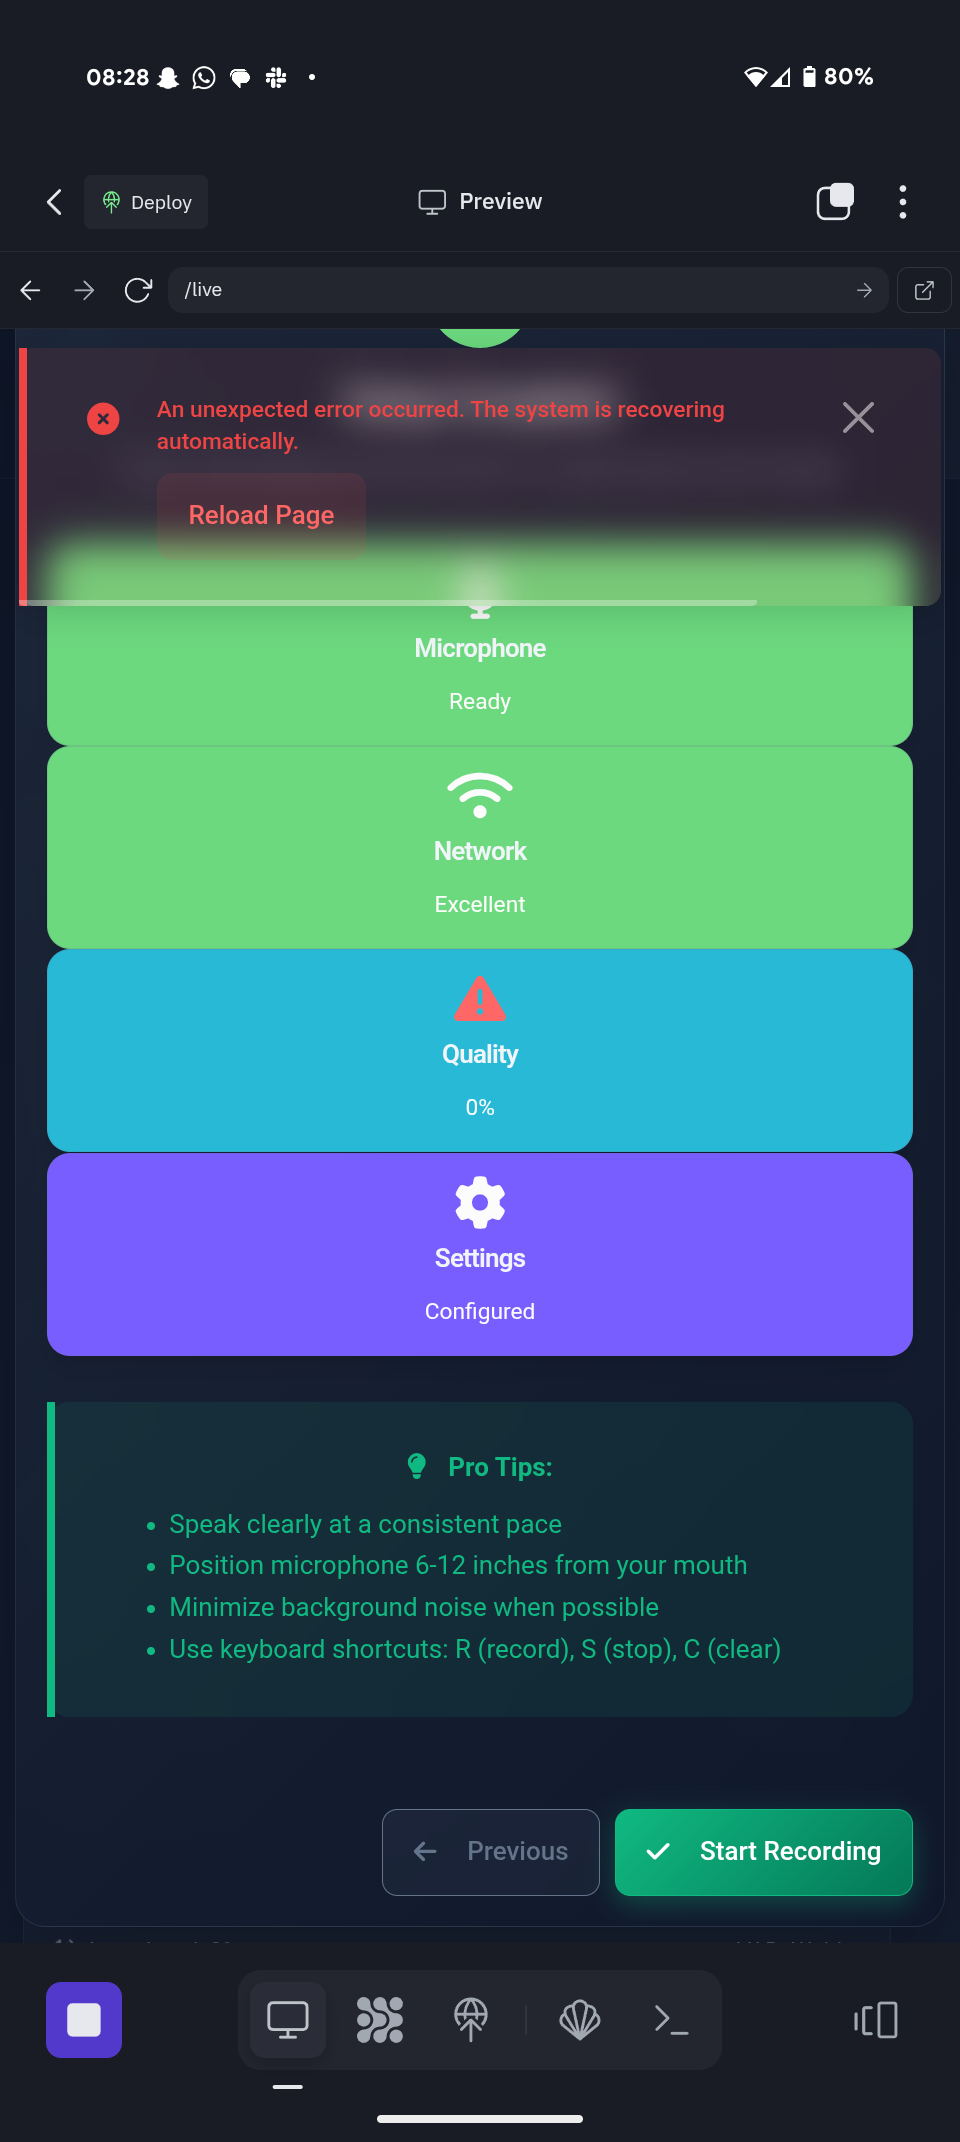 08:28
80%
Deploy
Preview
/live
An unexpected error occurred. The system is recovering
automatically.
Reload Page
Microphone
Ready
Network
Excellent
Quality
0%
Settings
Configured
Pro Tips:
• Speak clearly at a consistent pace
• Position microphone 6-12 inches from your mouth
• Minimize background noise when possible
• Use keyboard shortcuts: R (record), S (stop), C (clear)
Previous
Start Recording